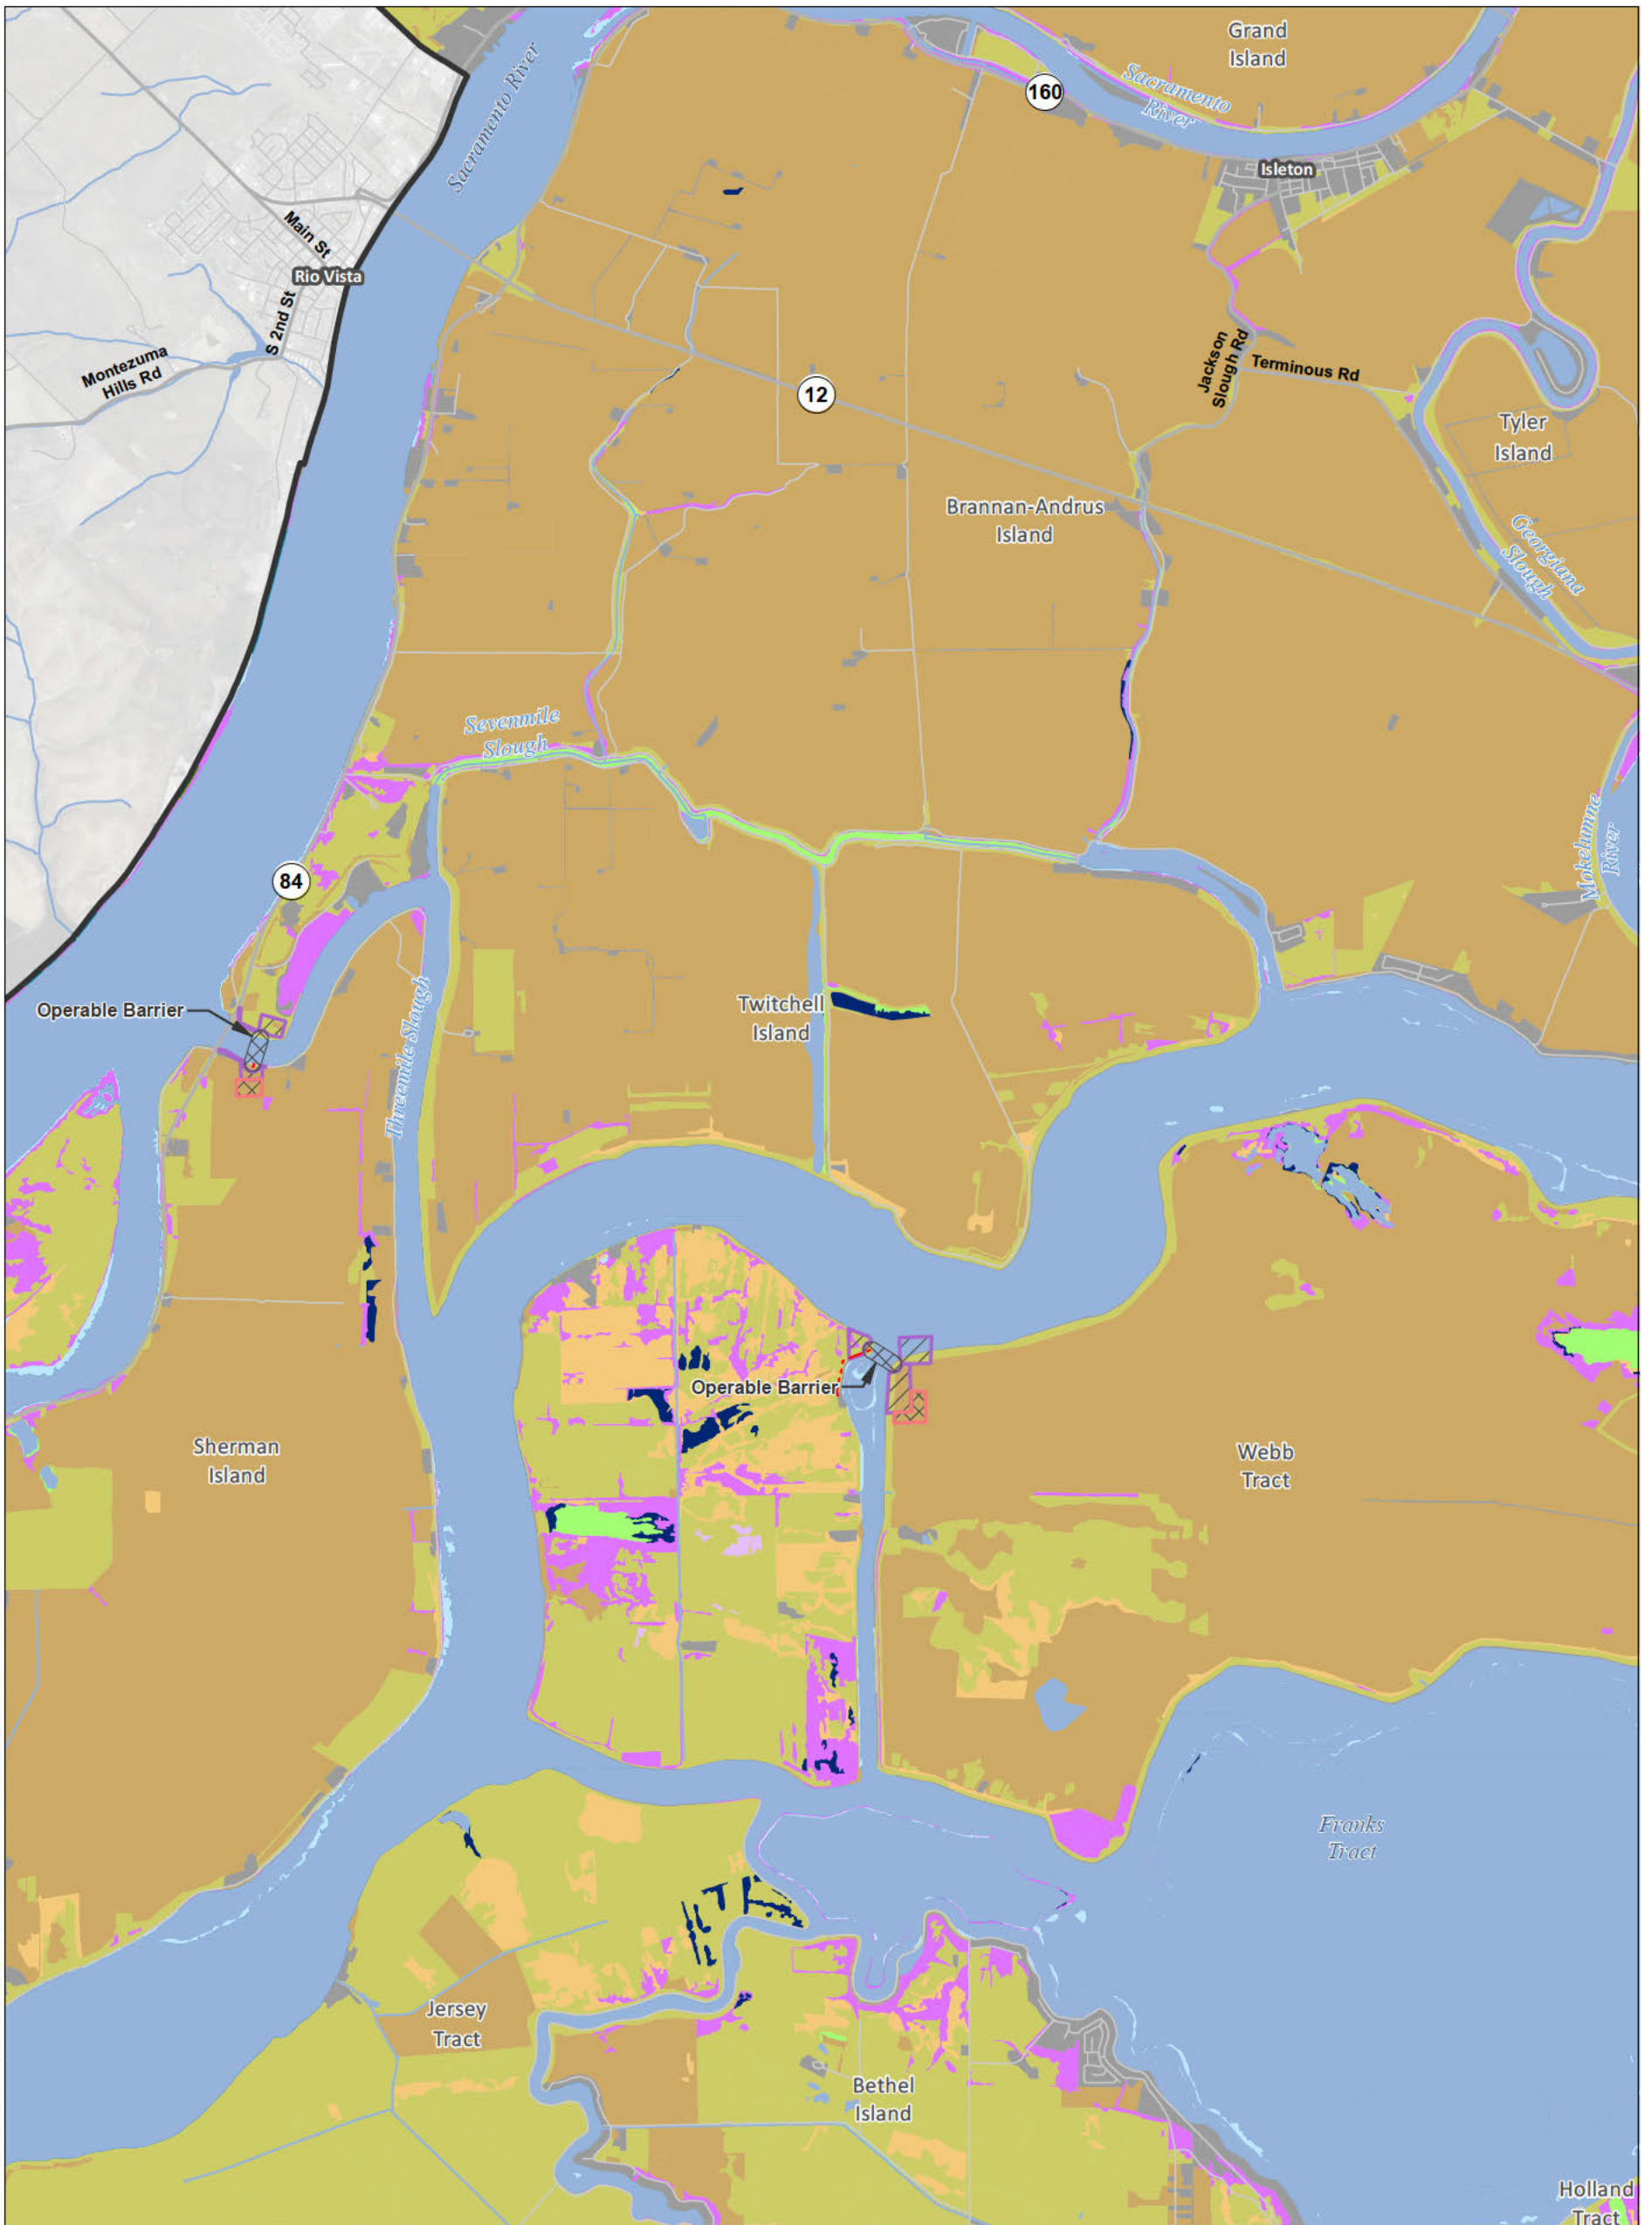 Grand
Island
Sacramento River
160
Sacramento
River
Isleton
Main St
Rio Vista
S 2nd St
Montezuma
Hills Rd
Jackson
Slough Rd
Terminous Rd
12
Tyler
Island
Brannan-Andrus
Island
Georgiana
Slough
Sevenmile
Slough
Mokelumne
River
84
Operable Barrier
Threemile Slough
Twitchell
Island
Operable Barrier
Sherman
Island
Webb
Tract
Franks
Tract
Jersey
Tract
Bethel
Island
Holland
Tract